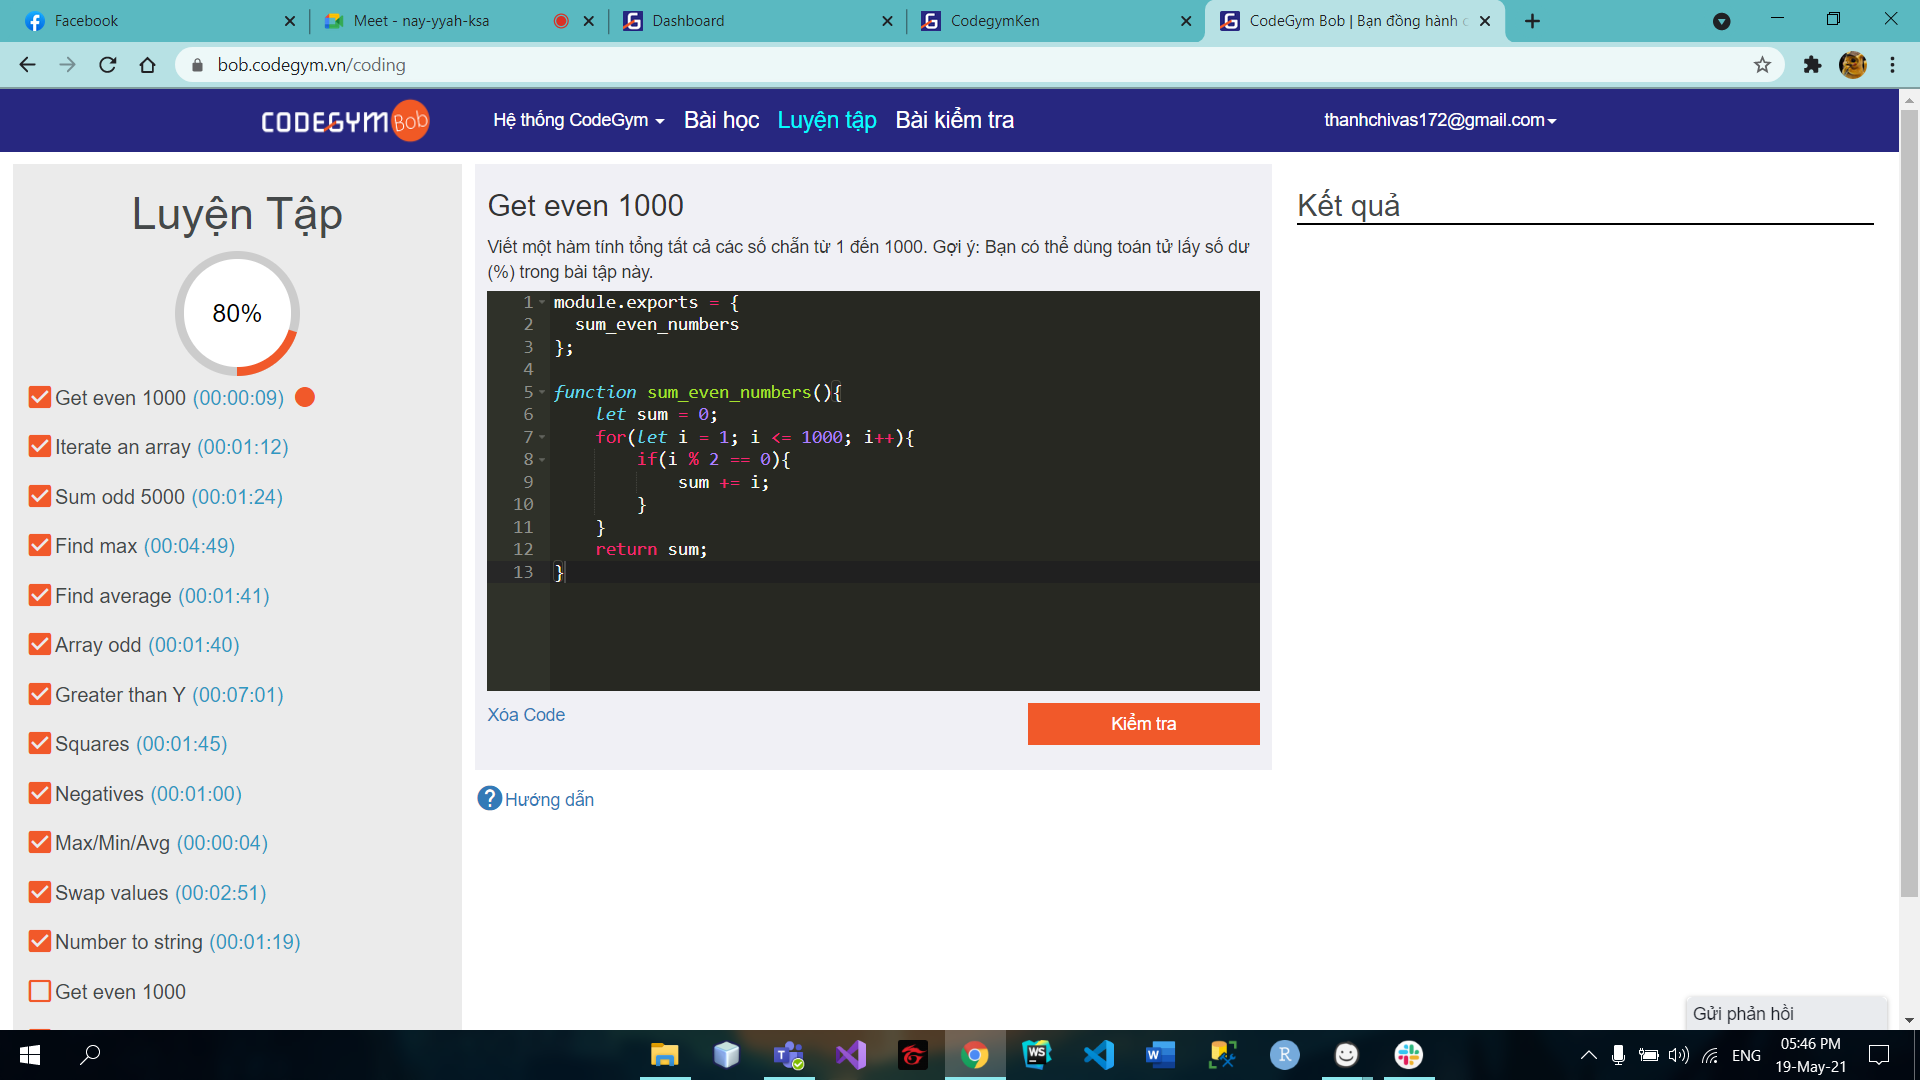 Facebook
Meet - nay-yyah-ksa
Dashboard
CodegymKen
CodeGym Bob | Bạn đồng hành c
bob.codegym.vn/coding
CODEGYM Bob
Hệ thống CodeGym
Bài học
Luyện tập
Bài kiểm tra
thanhchivas172@gmail.com
Luyện Tập
80%
Get even 1000 (00:00:09)
Iterate an array (00:01:12)
Sum odd 5000 (00:01:24)
Find max (00:04:49)
Find average (00:01:41)
Array odd (00:01:40)
Greater than Y (00:07:01)
Squares (00:01:45)
Negatives (00:01:00)
Max/Min/Avg (00:00:04)
Swap values (00:02:51)
Number to string (00:01:19)
Get even 1000
Get even 1000
Viết một hàm tính tổng tất cả các số chẵn từ 1 đến 1000. Gợi ý: Bạn có thể dùng toán tử lấy số dư
(%) trong bài tập này.
1 module.exports = {
2   sum_even_numbers
3 };
4
5 function sum_even_numbers(){
6     let sum = 0;
7     for(let i = 1; i <= 1000; i++){
8         if(i % 2 == 0){
9             sum += i;
10         }
11     }
12     return sum;
13 }
Xóa Code
Kiểm tra
? Hướng dẫn
Kết quả
Gửi phản hồi
WS
W
R
ENG
05:46 PM
19-May-21